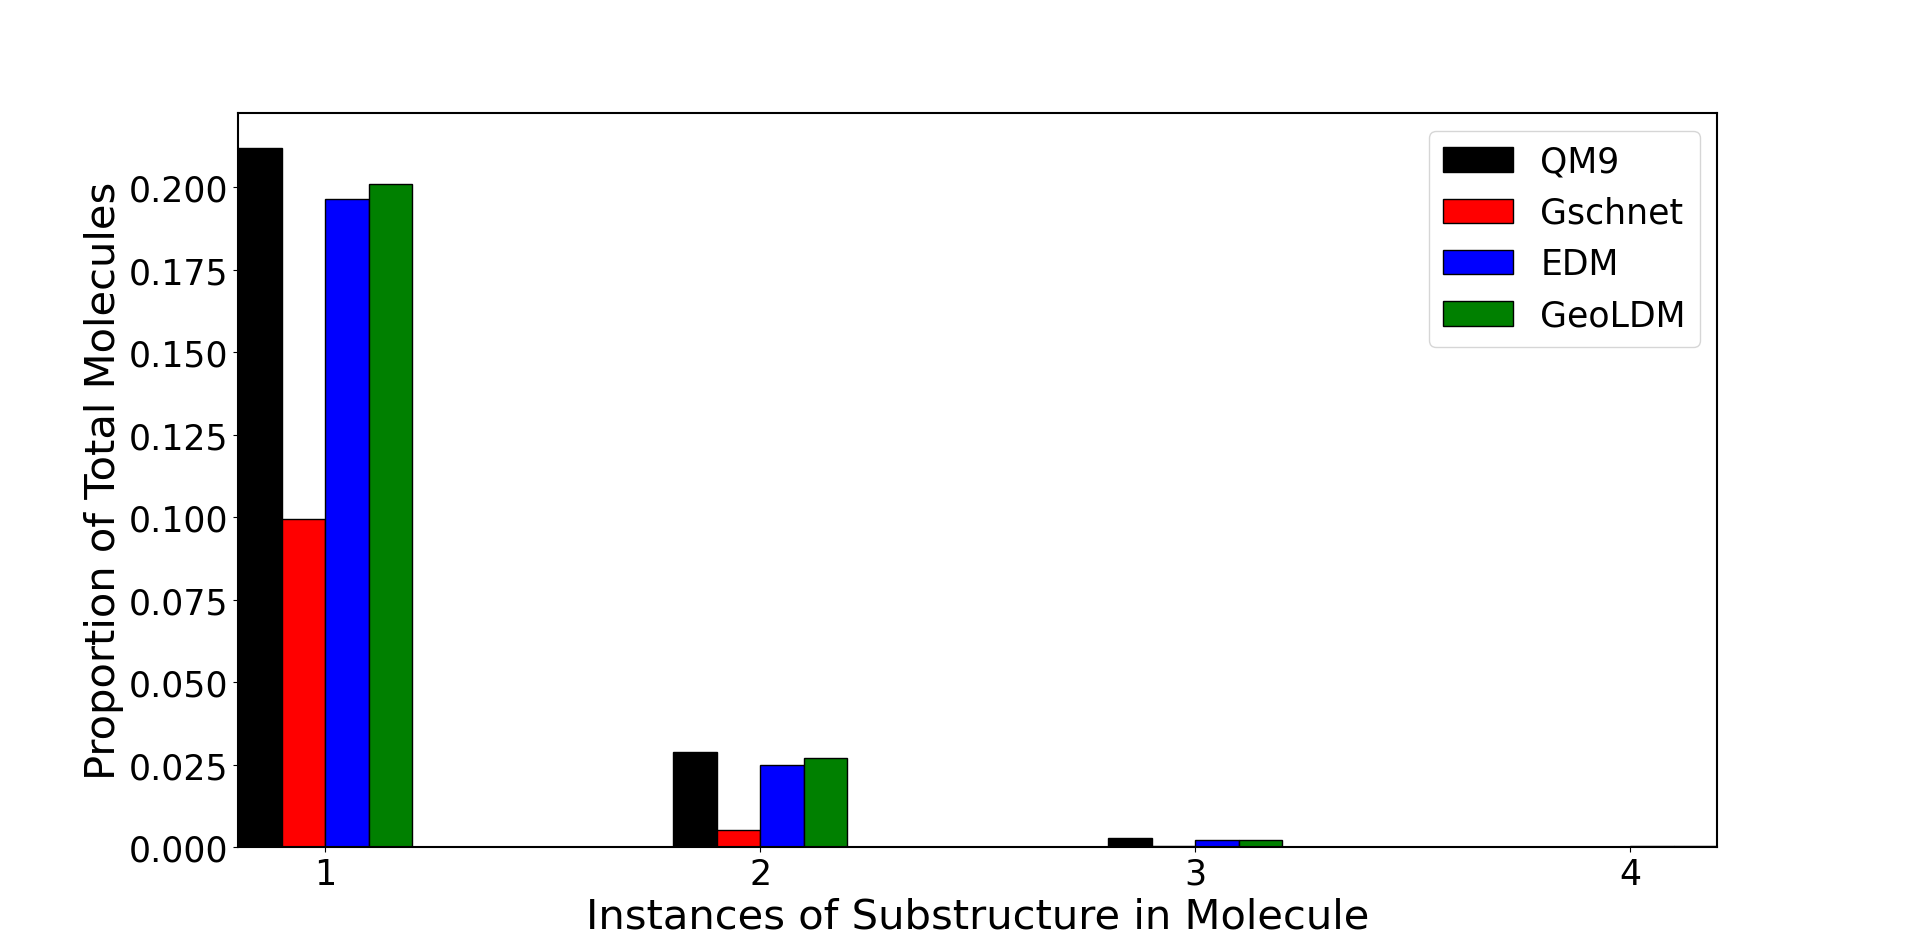 Proportion of Total Molecules
0.200
0.175
0.150
0.125
0.100
0.075
0.050
0.025
0.000
QM9
Gschnet
EDM
GeoLDM
1 2 3 4
Instances of Substructure in Molecule